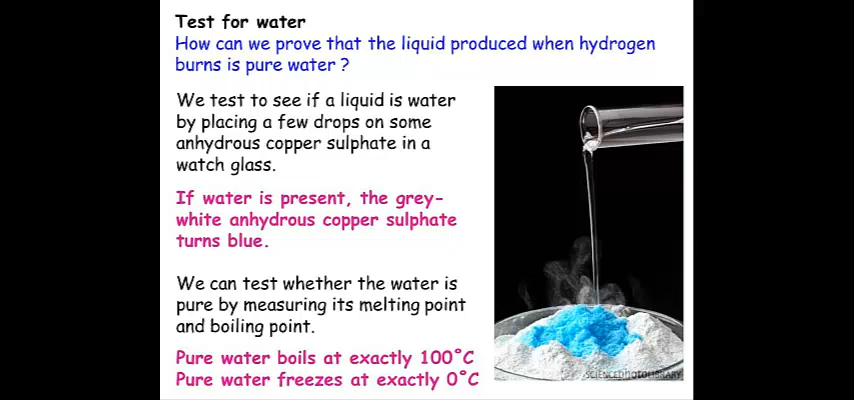 Test for water
How can we prove that the liquid produced when hydrogen
burns is pure water ?
We test to see if a liquid is water
by placing a few drops on some
anhydrous copper sulphate in a
watch glass.
If water is present, the grey-
white anhydrous copper sulphate
turns blue.
We can test whether the water is
pure by measuring its melting point
and boiling point.
Pure water boils at exactly 100°C
Pure water freezes at exactly 0°C
SCIENCEPHOTOLIBRARY